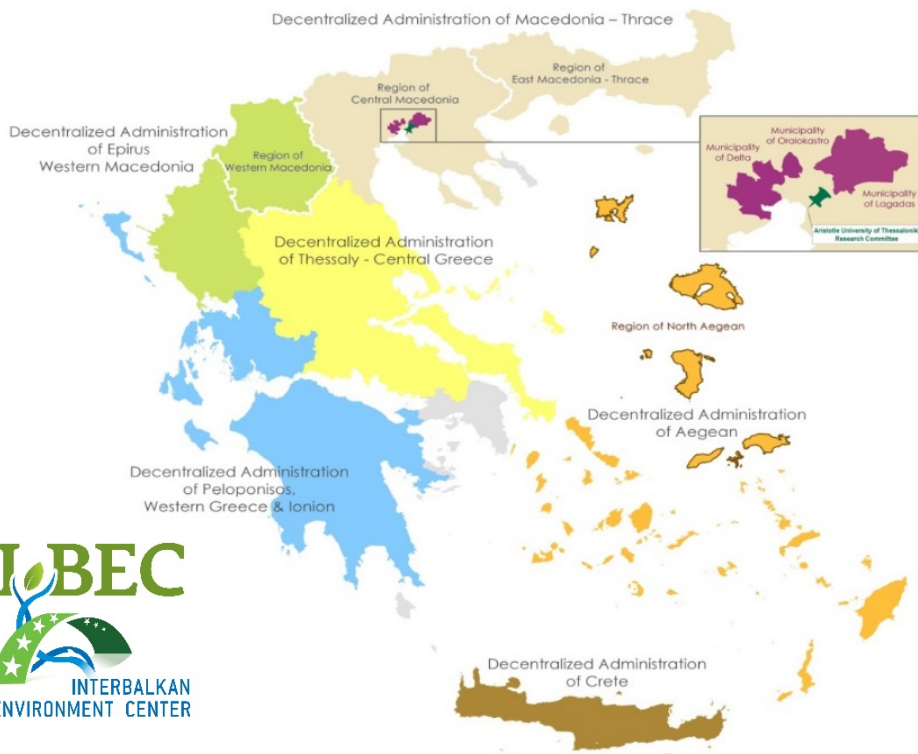 Decentralized Administration of Macedonia – Thrace
Region of
East Macedonia - Thrace
Region of
Central Macedonia
Decentralized Administration
of Epirus
Western Macedonia
Region of
Western Macedonia
Municipality
of Oraiokastro
Municipality
of Delta
Municipality
of Lagadas
Aristotle University of Thessaloniki
Research Committee
Decentralized Administration
of Thessaly - Central Greece
Region of North Aegean
Decentralized Administration
of Aegean
Decentralized Administration
of Peloponisos,
Western Greece & Ionion
I BEC
INTERBALKAN
ENVIRONMENT CENTER
Decentralized Administration
of Crete